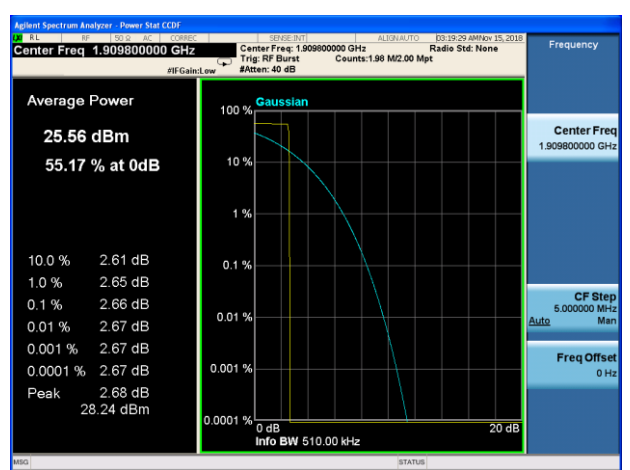 Agilent Spectrum Analyzer - Power Stat CCDF
RL RF 50 Ω AC CORREC SENSE:INT ALIGNAUTO 03:19:29 AMNov 15, 2018
Center Freq 1.909800000 GHz
Center Freq: 1.909800000 GHz Radio Std: None
Trig: RF Burst Counts:1.98 M/2.00 Mpt
#IFGain:Low #Atten: 40 dB
Frequency
Average Power
25.56 dBm
55.17 % at 0dB
10.0 % 2.61 dB
1.0 % 2.65 dB
0.1 % 2.66 dB
0.01 % 2.67 dB
0.001 % 2.67 dB
0.0001 % 2.67 dB
Peak 2.68 dB
28.24 dBm
Gaussian
100 %
10 %
1 %
0.1 %
0.01 %
0.001 %
0.0001 %
0 dB 20 dB
Info BW 510.00 kHz
Center Freq
1.909800000 GHz
CF Step
5.000000 MHz
Auto Man
Freq Offset
0 Hz
MSG STATUS